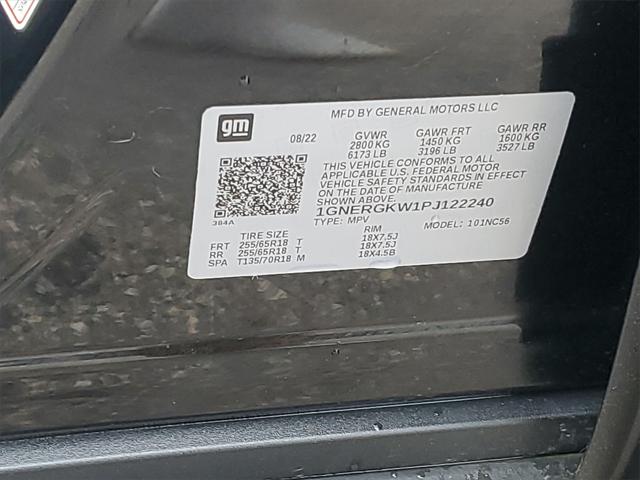 MFD BY GENERAL MOTORS LLC
gm
08/22 GVWR GAWR FRT GAWR RR
2800 KG 1450 KG 1600 KG
6173 LB 3196 LB 3527 LB
THIS VEHICLE CONFORMS TO ALL
APPLICABLE U.S. FEDERAL MOTOR
VEHICLE SAFETY STANDARDS IN EFFECT
ON THE DATE OF MANUFACTURE
SHOWN ABOVE.
384A
1GNERGKW1PJ122240
TYPE: MPV MODEL: 101NC56
TIRE SIZE RIM
FRT 255/65R18 T 18X7.5J
RR 255/65R18 T 18X7.5J
SPA T135/70R18 M 18X4.5B